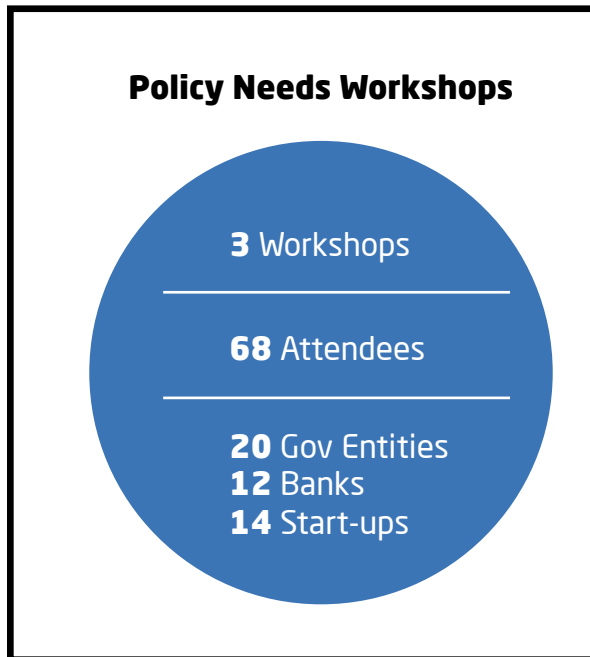 Policy Needs Workshops
3 Workshops
68 Attendees
20 Gov Entities
12 Banks
14 Start-ups